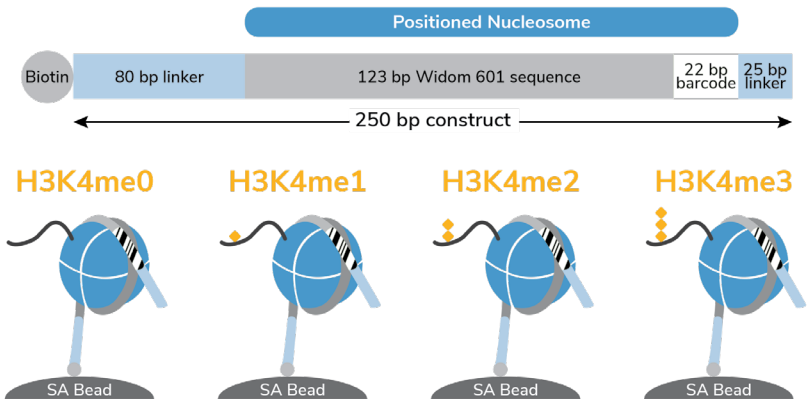 Positioned Nucleosome
Biotin
80 bp linker
123 bp Widom 601 sequence
22 bp
barcode
25 bp
linker
250 bp construct
H3K4me0
H3K4me1
H3K4me2
H3K4me3
SA Bead
SA Bead
SA Bead
SA Bead